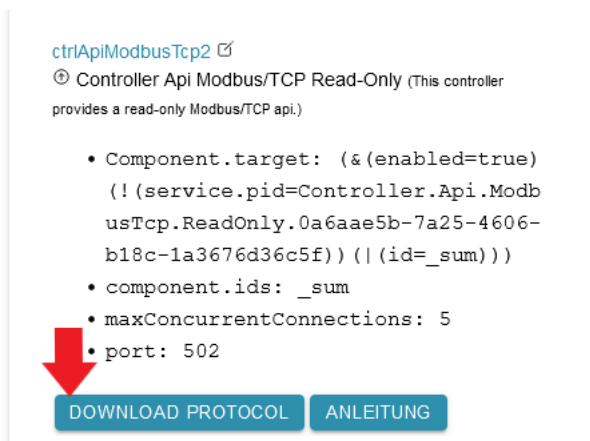 ctrlApiModbusTcp2
Controller Api Modbus/TCP Read-Only (This controller
provides a read-only Modbus/TCP api.)
• Component.target: (&(enabled=true)
(!(service.pid=Controller.Api.Modb
usTcp.ReadOnly.0a6aae5b-7a25-4606-
b18c-1a3676d36c5f))(|(id=_sum)))
• component.ids: _sum
• maxConcurrentConnections: 5
• port: 502
DOWNLOAD PROTOCOL ANLEITUNG